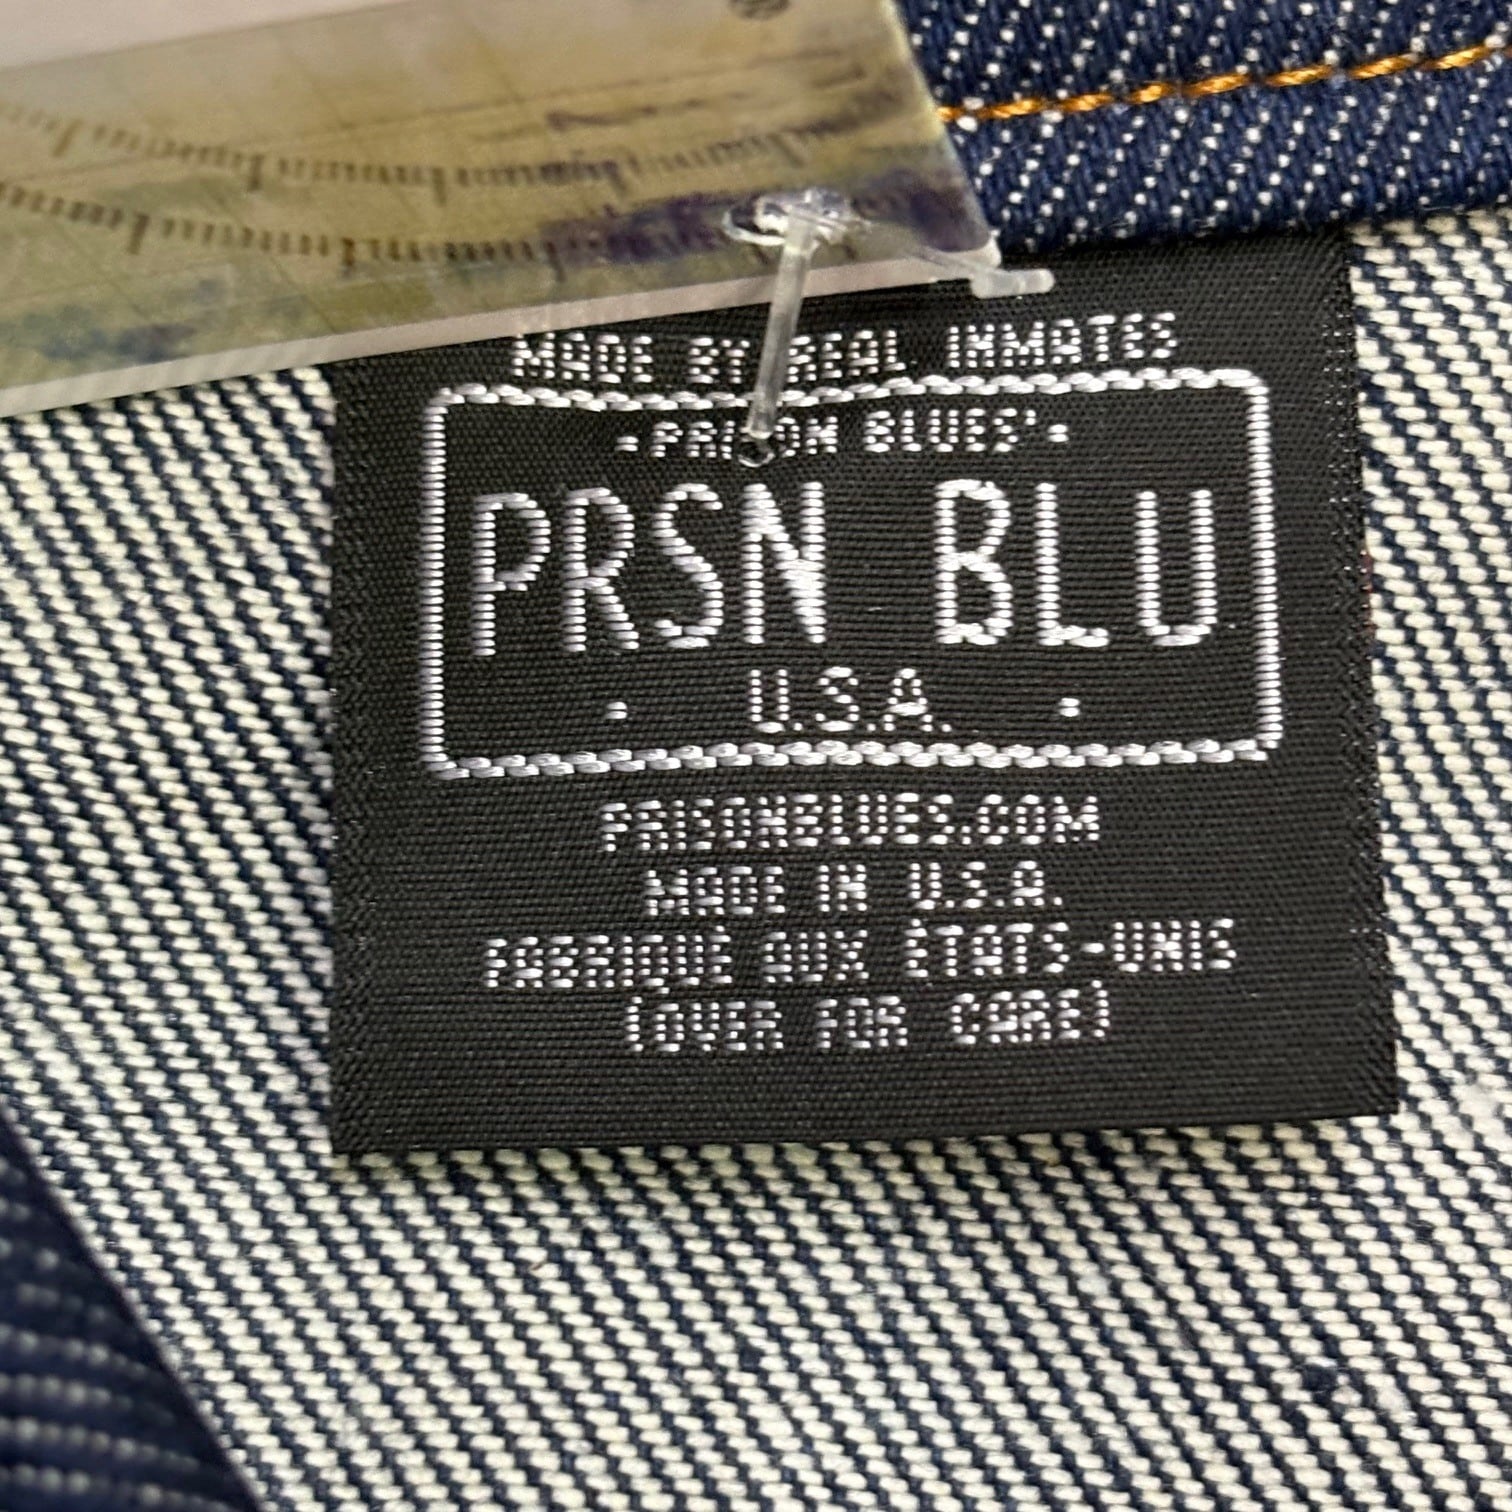 MADE BY REAL INMATES
·PRISON BLUES'·
PRSN BLU
· U.S.A. ·
PRISONBLUES.COM
MADE IN U.S.A.
FABRIQUÉ AUX ÉTATS-UNIS
(OVER FOR CARE)